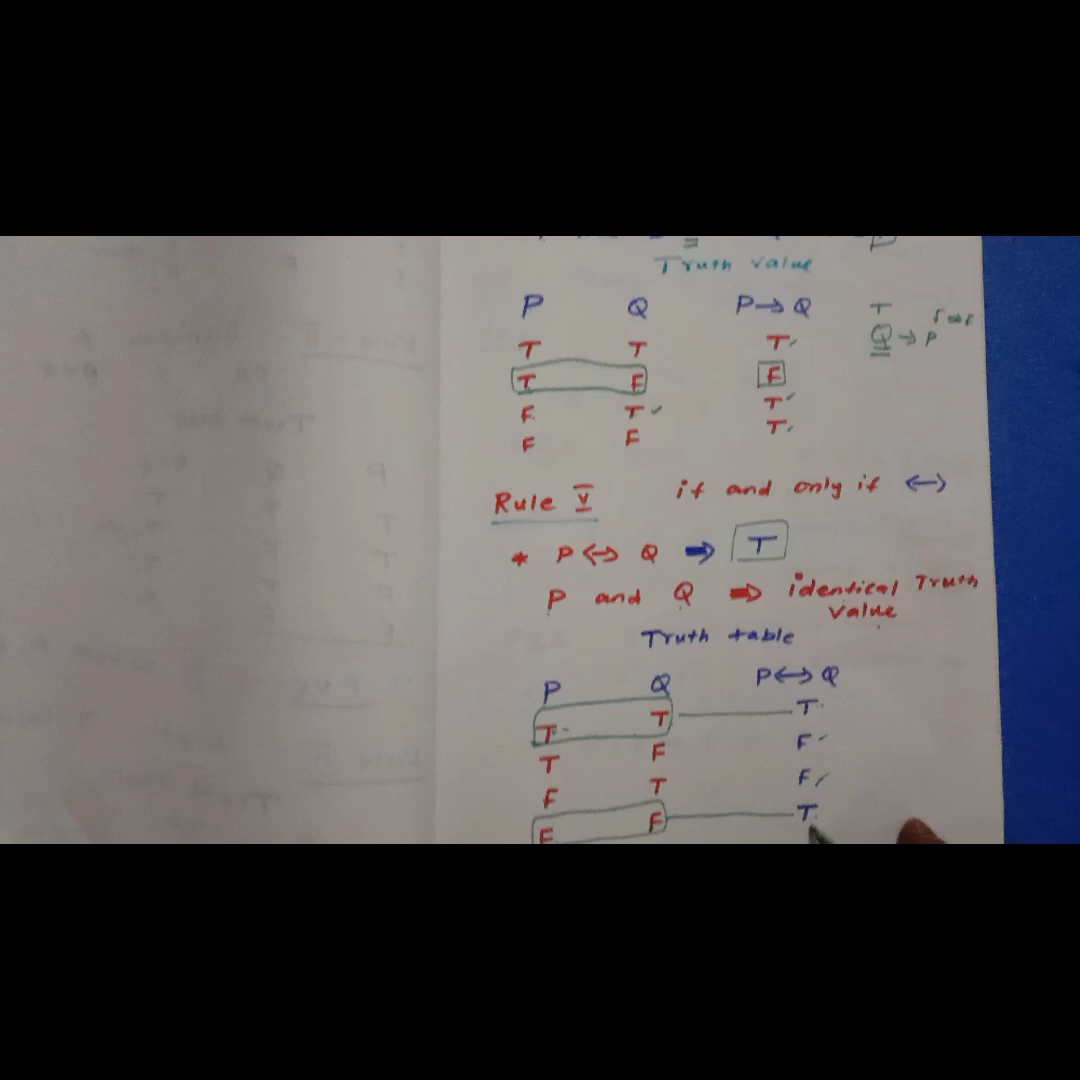 Truth value
P Q P → Q T
Q → P
T T T
T F F
F T T
F F T
Rule V if and only if ↔
* P ↔ Q ➡ T
P and Q ➡ identical Truth
value
Truth table
P Q P ↔ Q
T T T
T F F
F T F
F F T